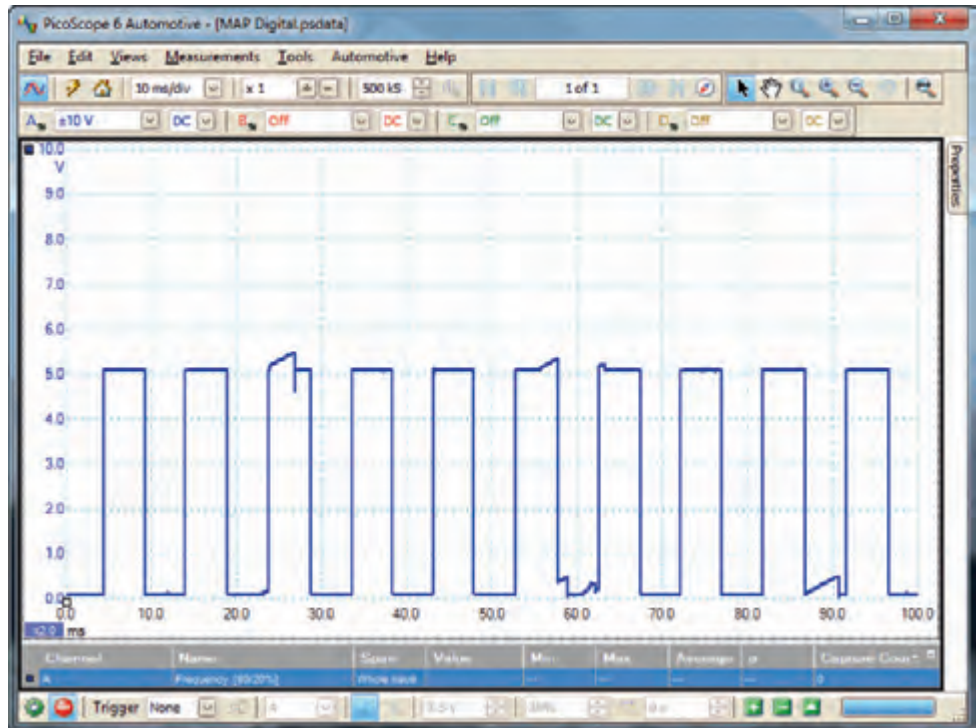 PicoScope 6 Automotive - [MAP Digital.psdata]
File Edit Views Measurements Tools Automotive Help
10 ms/div x 1 500 kS 1 of 1
A ±10 V DC B Off DC C Off DC D Off DC
10.0
V
9.0
8.0
7.0
6.0
5.0
4.0
3.0
2.0
1.0
0.0
0.0 10.0 20.0 30.0 40.0 50.0 60.0 70.0 80.0 90.0 100.0
x2.0 ms
Properties
Channel Name Span Value Min Max Average σ Capture Count
A Frequency Whole trace --- --- --- --- 0
Trigger None A